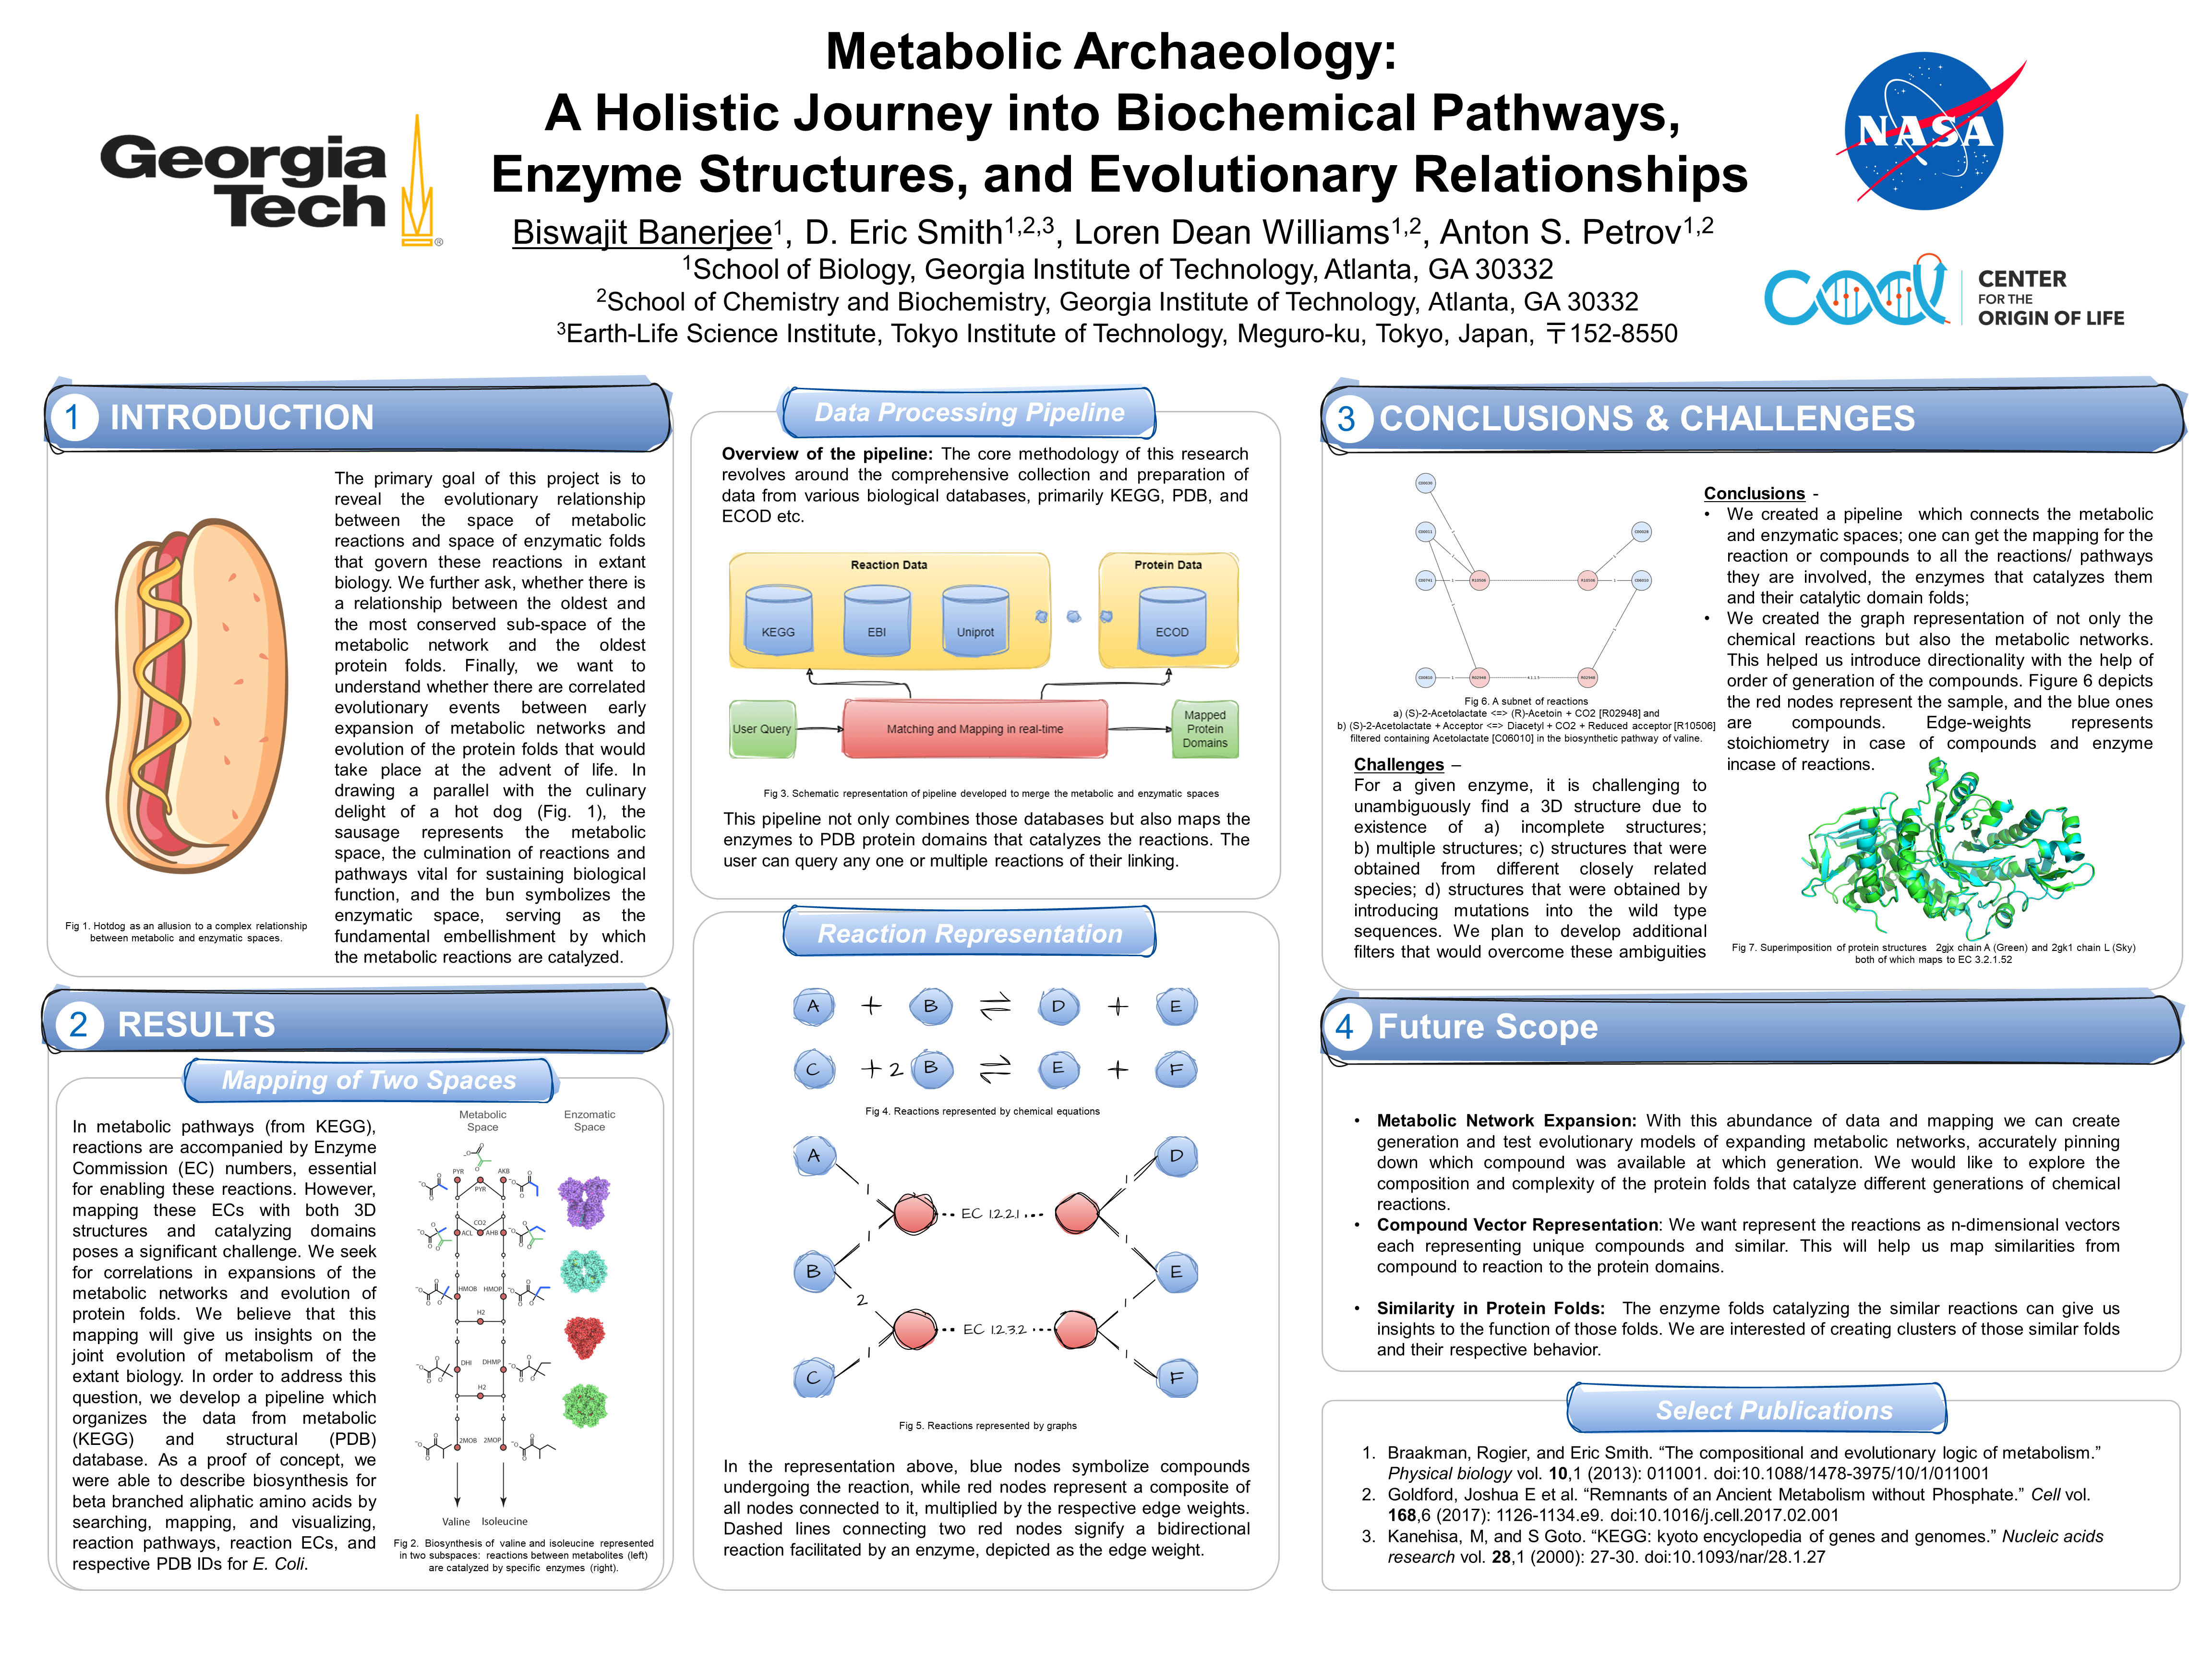 Metabolic Archaeology:
A Holistic Journey into Biochemical Pathways,
Enzyme Structures, and Evolutionary Relationships
Biswajit Banerjee1, D. Eric Smith1,2,3, Loren Dean Williams1,2, Anton S. Petrov1,2
1School of Biology, Georgia Institute of Technology, Atlanta, GA 30332
2School of Chemistry and Biochemistry, Georgia Institute of Technology, Atlanta, GA 30332
3Earth-Life Science Institute, Tokyo Institute of Technology, Meguro-ku, Tokyo, Japan, 〒152-8550
Georgia
Tech
®
NASA
COOL
CENTER
FOR THE
ORIGIN OF LIFE
1 INTRODUCTION
The primary goal of this project is to
reveal the evolutionary relationship
between the space of metabolic
reactions and space of enzymatic folds
that govern these reactions in extant
biology. We further ask, whether there is
a relationship between the oldest and
the most conserved sub-space of the
metabolic network and the oldest
protein folds. Finally, we want to
understand whether there are correlated
evolutionary events between early
expansion of metabolic networks and
evolution of the protein folds that would
take place at the advent of life. In
drawing a parallel with the culinary
delight of a hot dog (Fig. 1), the
sausage represents the metabolic
space, the culmination of reactions and
pathways vital for sustaining biological
function, and the bun symbolizes the
enzymatic space, serving as the
fundamental embellishment by which
the metabolic reactions are catalyzed.
Fig 1. Hotdog as an allusion to a complex relationship
between metabolic and enzymatic spaces.
2 RESULTS
Mapping of Two Spaces
In metabolic pathways (from KEGG),
reactions are accompanied by Enzyme
Commission (EC) numbers, essential
for enabling these reactions. However,
mapping these ECs with both 3D
structures and catalyzing domains
poses a significant challenge. We seek
for correlations in expansions of the
metabolic networks and evolution of
protein folds. We believe that this
mapping will give us insights on the
joint evolution of metabolism of the
extant biology. In order to address this
question, we develop a pipeline which
organizes the data from metabolic
(KEGG) and structural (PDB)
database. As a proof of concept, we
were able to describe biosynthesis for
beta branched aliphatic amino acids by
searching, mapping, and visualizing,
reaction pathways, reaction ECs, and
respective PDB IDs for E. Coli.
Metabolic
Space
Enzomatic
Space
PYR AKB
PYR
CO2
ACL AHB
HMOB HMOP
H2
DHI DHMP
H2
2MOB 2MOP
Valine Isoleucine
Fig 2. Biosynthesis of valine and isoleucine represented
in two subspaces: reactions between metabolites (left)
are catalyzed by specific enzymes (right).
Data Processing Pipeline
Overview of the pipeline: The core methodology of this research
revolves around the comprehensive collection and preparation of
data from various biological databases, primarily KEGG, PDB, and
ECOD etc.
Reaction Data
Protein Data
KEGG
EBI
Uniprot
ECOD
User Query
Matching and Mapping in real-time
Mapped
Protein
Domains
Fig 3. Schematic representation of pipeline developed to merge the metabolic and enzymatic spaces
This pipeline not only combines those databases but also maps the
enzymes to PDB protein domains that catalyzes the reactions. The
user can query any one or multiple reactions of their linking.
Reaction Representation
A + B ⇌ D + E
C + 2 B ⇌ E + F
Fig 4. Reactions represented by chemical equations
A D
1 1
EC 1.2.2.1
1 1
B E
2 1
EC 1.2.3.2
1 1
C F
Fig 5. Reactions represented by graphs
In the representation above, blue nodes symbolize compounds
undergoing the reaction, while red nodes represent a composite of
all nodes connected to it, multiplied by the respective edge weights.
Dashed lines connecting two red nodes signify a bidirectional
reaction facilitated by an enzyme, depicted as the edge weight.
3 CONCLUSIONS & CHALLENGES
Fig 6. A subnet of reactions
a) (S)-2-Acetolactate <=> (R)-Acetoin + CO2 [R02948] and
b) (S)-2-Acetolactate + Acceptor <=> Diacetyl + CO2 + Reduced acceptor [R10506]
filtered containing Acetolactate [C06010] in the biosynthetic pathway of valine.
Conclusions -
• We created a pipeline which connects the metabolic
and enzymatic spaces; one can get the mapping for the
reaction or compounds to all the reactions/ pathways
they are involved, the enzymes that catalyzes them
and their catalytic domain folds;
• We created the graph representation of not only the
chemical reactions but also the metabolic networks.
This helped us introduce directionality with the help of
order of generation of the compounds. Figure 6 depicts
the red nodes represent the sample, and the blue ones
are compounds. Edge-weights represents
stoichiometry in case of compounds and enzyme
incase of reactions.
Challenges –
For a given enzyme, it is challenging to
unambiguously find a 3D structure due to
existence of a) incomplete structures;
b) multiple structures; c) structures that were
obtained from different closely related
species; d) structures that were obtained by
introducing mutations into the wild type
sequences. We plan to develop additional
filters that would overcome these ambiguities
Fig 7. Superimposition of protein structures 2gjx chain A (Green) and 2gk1 chain L (Sky)
both of which maps to EC 3.2.1.52
4 Future Scope
• Metabolic Network Expansion: With this abundance of data and mapping we can create
generation and test evolutionary models of expanding metabolic networks, accurately pinning
down which compound was available at which generation. We would like to explore the
composition and complexity of the protein folds that catalyze different generations of chemical
reactions.
• Compound Vector Representation: We want represent the reactions as n-dimensional vectors
each representing unique compounds and similar. This will help us map similarities from
compound to reaction to the protein domains.
• Similarity in Protein Folds: The enzyme folds catalyzing the similar reactions can give us
insights to the function of those folds. We are interested of creating clusters of those similar folds
and their respective behavior.
Select Publications
1. Braakman, Rogier, and Eric Smith. “The compositional and evolutionary logic of metabolism.”
Physical biology vol. 10,1 (2013): 011001. doi:10.1088/1478-3975/10/1/011001
2. Goldford, Joshua E et al. “Remnants of an Ancient Metabolism without Phosphate.” Cell vol.
168,6 (2017): 1126-1134.e9. doi:10.1016/j.cell.2017.02.001
3. Kanehisa, M, and S Goto. “KEGG: kyoto encyclopedia of genes and genomes.” Nucleic acids
research vol. 28,1 (2000): 27-30. doi:10.1093/nar/28.1.27